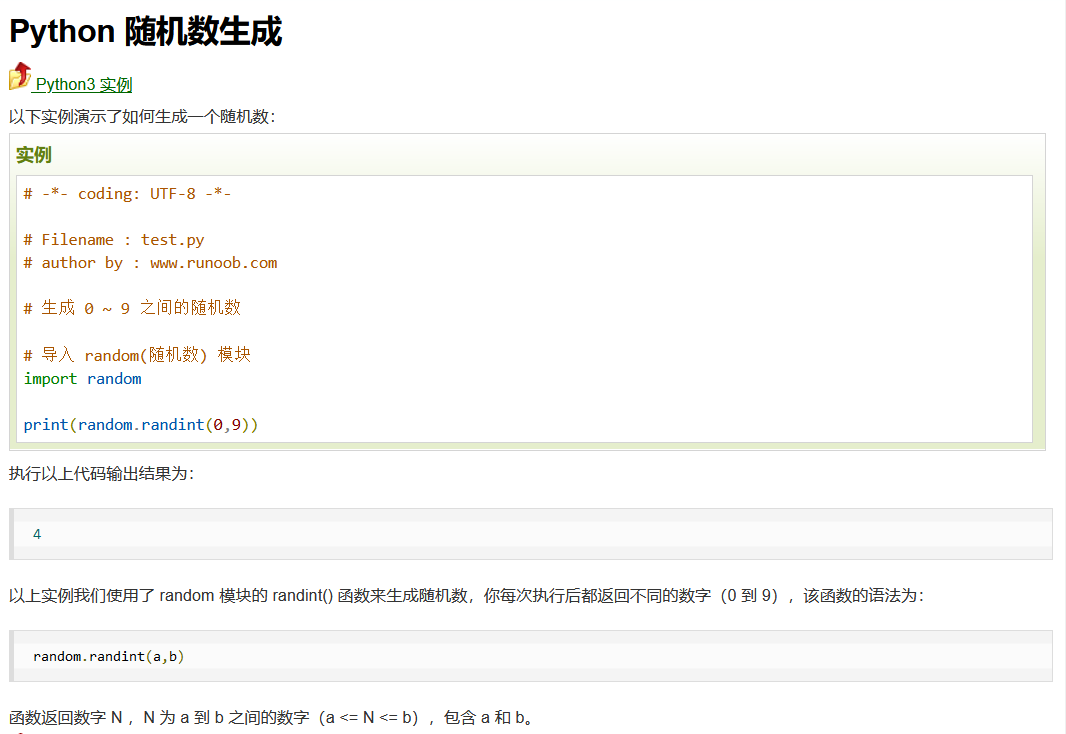 Python 随机数生成
Python3 实例
以下实例演示了如何生成一个随机数：
实例
# -*- coding: UTF-8 -*-
# Filename : test.py
# author by : www.runoob.com
# 生成 0 ~ 9 之间的随机数
# 导入 random(随机数) 模块
import random
print(random.randint(0,9))
执行以上代码输出结果为：
4
以上实例我们使用了 random 模块的 randint() 函数来生成随机数，你每次执行后都返回不同的数字（0 到 9），该函数的语法为：
random.randint(a,b)
函数返回数字 N ，N 为 a 到 b 之间的数字（a <= N <= b），包含 a 和 b。